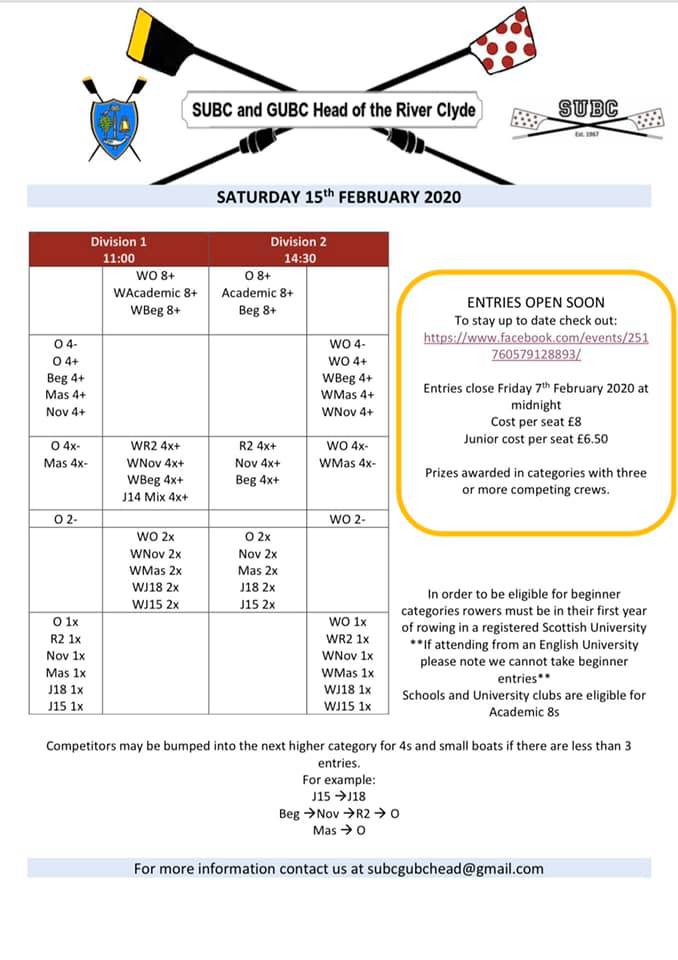 SUBC and GUBC Head of the River Clyde
SUBC
Est. 1967
SATURDAY 15th FEBRUARY 2020
Division 1
11:00
Division 2
14:30
WO 8+
WAcademic 8+
WBeg 8+
O 8+
Academic 8+
Beg 8+
O 4-
O 4+
Beg 4+
Mas 4+
Nov 4+
WO 4-
WO 4+
WBeg 4+
WMas 4+
WNov 4+
O 4x-
Mas 4x-
WR2 4x+
WNov 4x+
WBeg 4x+
J14 Mix 4x+
R2 4x+
Nov 4x+
Beg 4x+
WO 4x-
WMas 4x-
O 2-
WO 2-
WO 2x
WNov 2x
WMas 2x
WJ18 2x
WJ15 2x
O 2x
Nov 2x
Mas 2x
J18 2x
J15 2x
O 1x
R2 1x
Nov 1x
Mas 1x
J18 1x
J15 1x
WO 1x
WR2 1x
WNov 1x
WMas 1x
WJ18 1x
WJ15 1x
ENTRIES OPEN SOON
To stay up to date check out:
https://www.facebook.com/events/251
760579128893/
Entries close Friday 7th February 2020 at
midnight
Cost per seat £8
Junior cost per seat £6.50
Prizes awarded in categories with three
or more competing crews.
In order to be eligible for beginner
categories rowers must be in their first year
of rowing in a registered Scottish University
**If attending from an English University
please note we cannot take beginner
entries**
Schools and University clubs are eligible for
Academic 8s
Competitors may be bumped into the next higher category for 4s and small boats if there are less than 3
entries.
For example:
J15 →J18
Beg →Nov →R2 → O
Mas → O
For more information contact us at subcgubchead@gmail.com